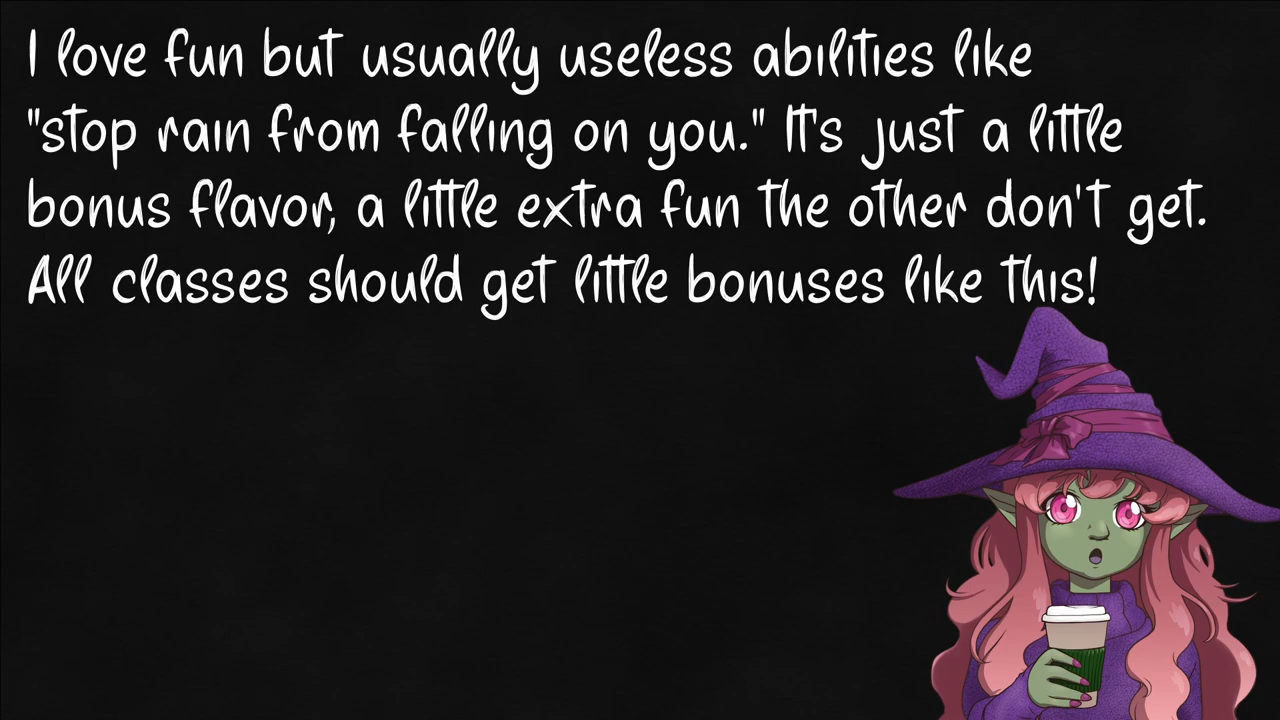 I love fun but usually useless abilities like
"stop rain from falling on you." It's just a little
bonus flavor, a little extra fun the other don't get.
All classes should get little bonuses like this!